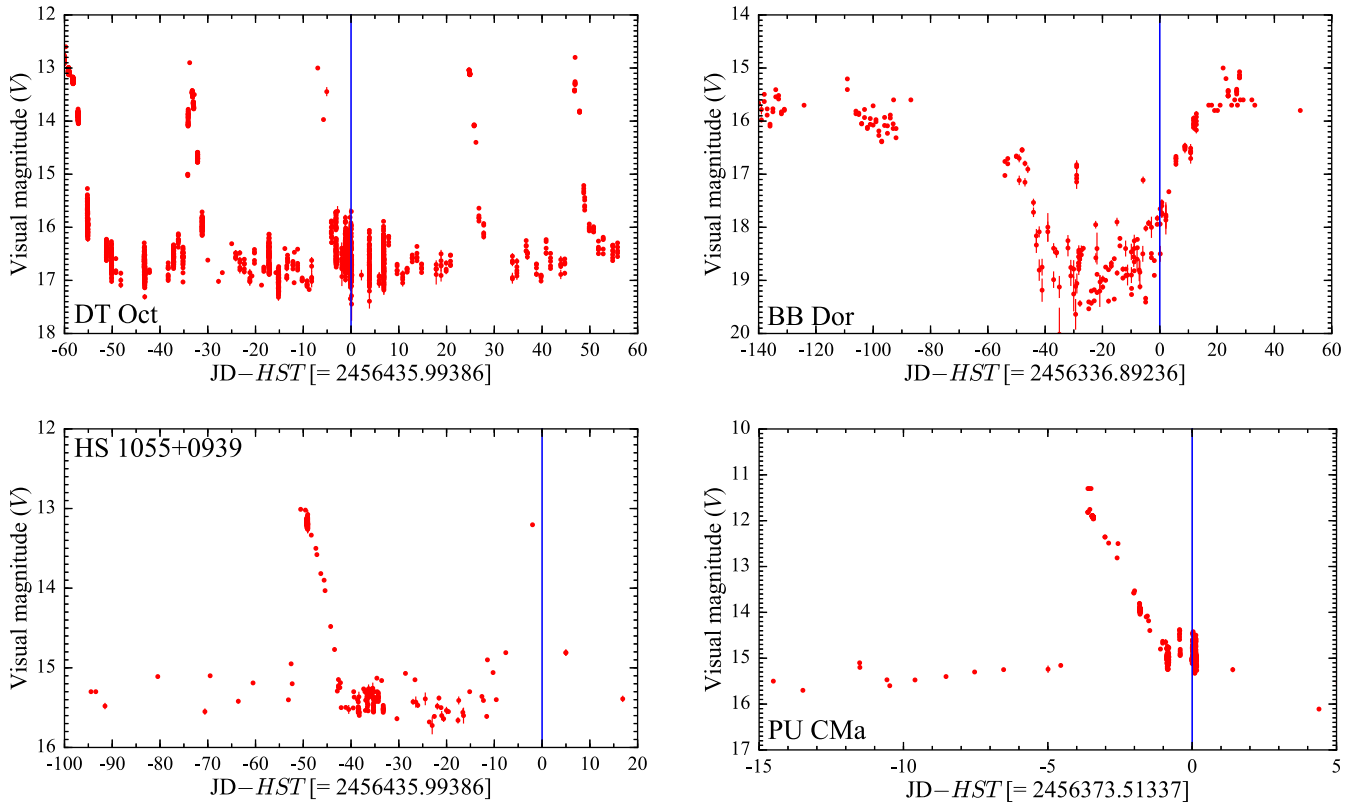 12
13
14
15
16
17
18
Visual magnitude (V)
DT Oct
-60 -50 -40 -30 -20 -10 0 10 20 30 40 50 60
JD−HST [= 2456435.99386]
14
15
16
17
18
19
20
Visual magnitude (V)
BB Dor
-140 -120 -100 -80 -60 -40 -20 0 20 40 60
JD−HST [= 2456336.89236]
12
13
14
15
16
Visual magnitude (V)
HS 1055+0939
-100 -90 -80 -70 -60 -50 -40 -30 -20 -10 0 10 20
JD−HST [= 2456435.99386]
10
11
12
13
14
15
16
17
Visual magnitude (V)
PU CMa
-15 -10 -5 0 5
JD−HST [= 2456373.51337]